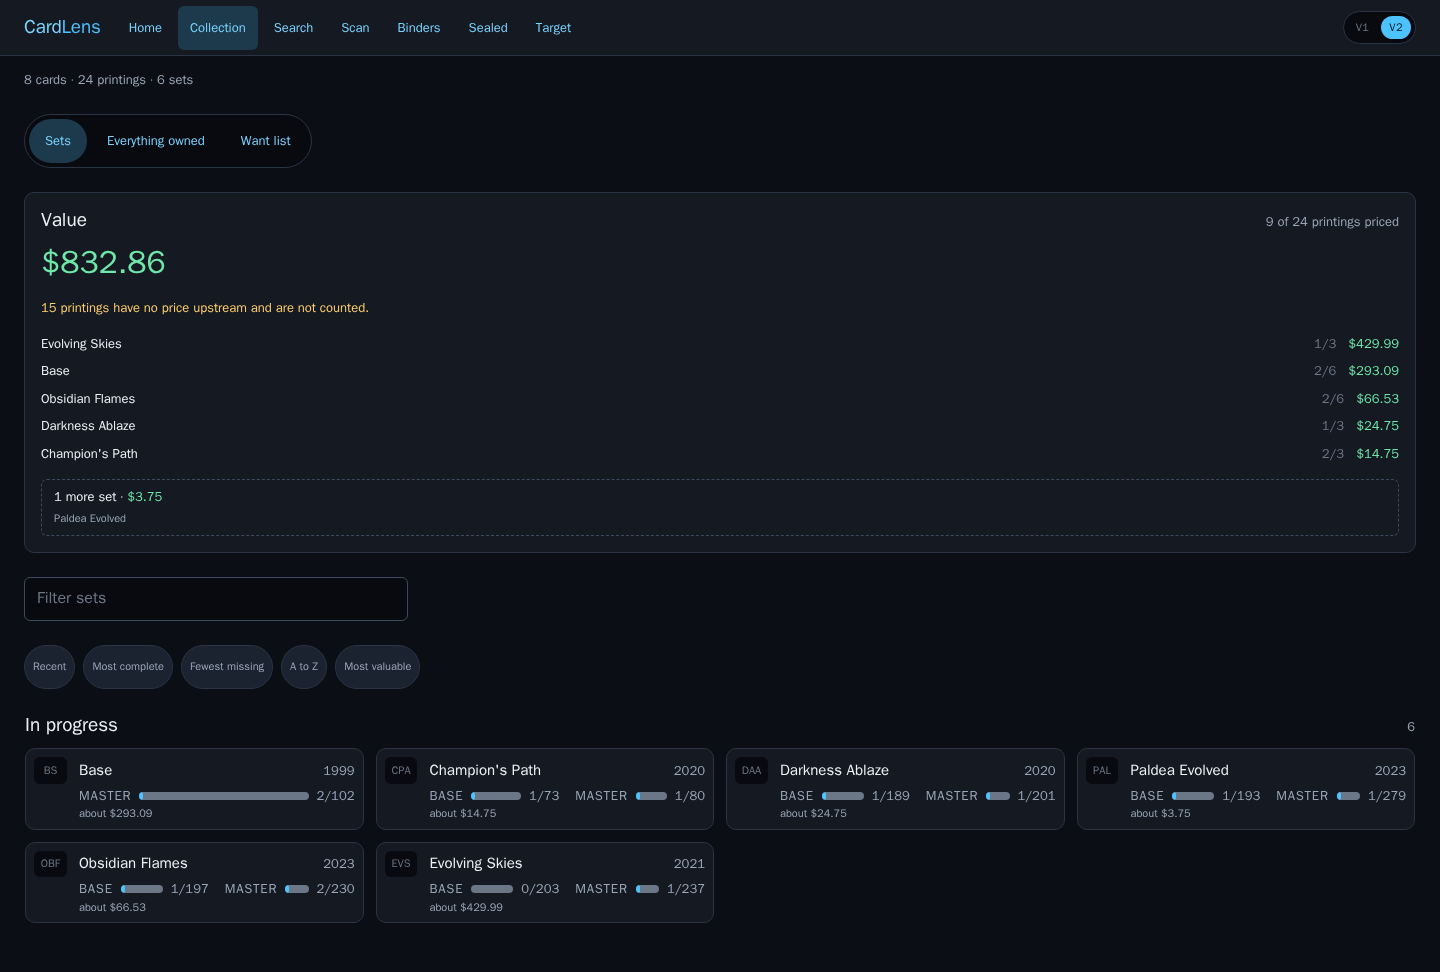 CardLens Home Collection Search Scan Binders Sealed Target V1 V2
8 cards · 24 printings · 6 sets
Sets Everything owned Want list
Value 9 of 24 printings priced
$832.86
15 printings have no price upstream and are not counted.
Evolving Skies 1/3 $429.99
Base 2/6 $293.09
Obsidian Flames 2/6 $66.53
Darkness Ablaze 1/3 $24.75
Champion's Path 2/3 $14.75
1 more set · $3.75
Paldea Evolved
Filter sets
Recent Most complete Fewest missing A to Z Most valuable
In progress 6
BS Base 1999
MASTER 2/102
about $293.09
CPA Champion's Path 2020
BASE 1/73 MASTER 1/80
about $14.75
DAA Darkness Ablaze 2020
BASE 1/189 MASTER 1/201
about $24.75
PAL Paldea Evolved 2023
BASE 1/193 MASTER 1/279
about $3.75
OBF Obsidian Flames 2023
BASE 1/197 MASTER 2/230
about $66.53
EVS Evolving Skies 2021
BASE 0/203 MASTER 1/237
about $429.99